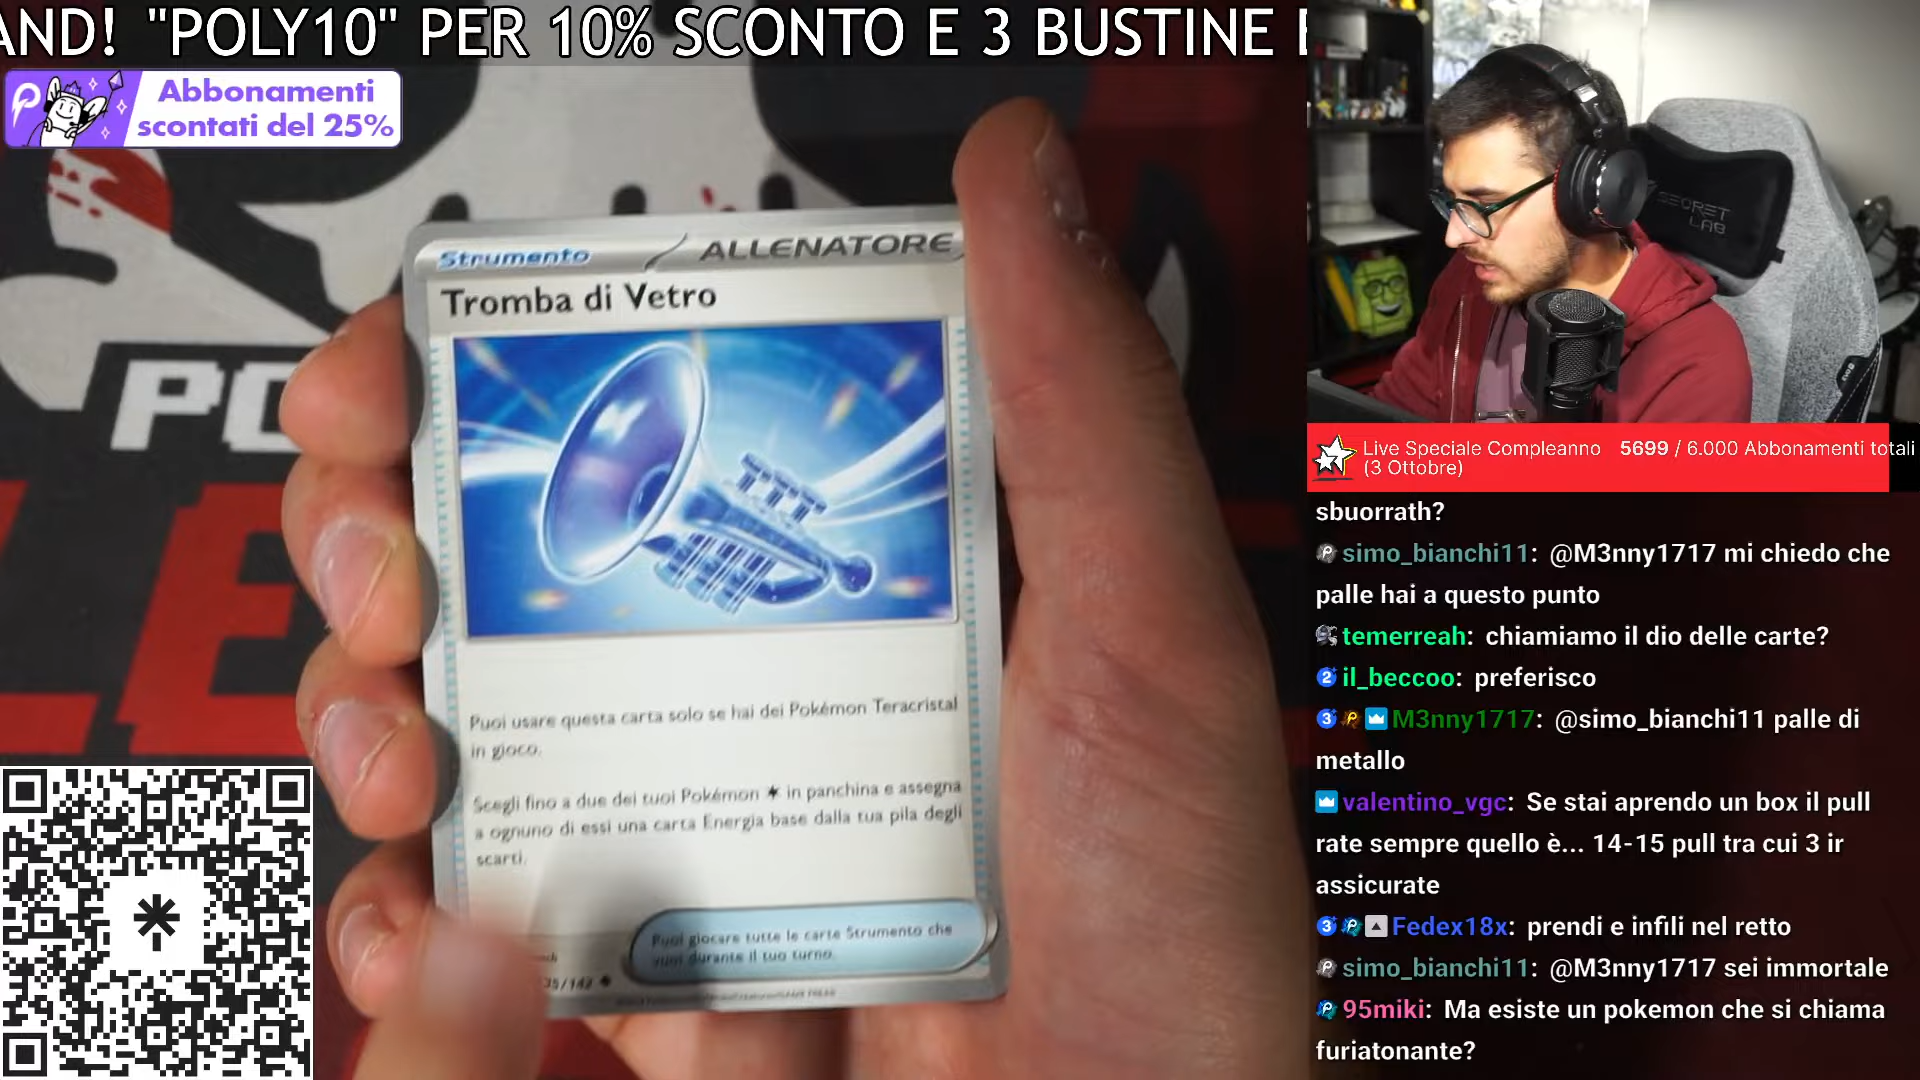 AND! "POLY10" PER 10% SCONTO E 3 BUSTINE
Abbonamenti
scontati del 25%
Strumento
ALLENATORE
Tromba di Vetro
Puoi usare questa carta solo se hai dei Pokémon Teracristal
in gioco.
Scegli fino a due dei tuoi Pokémon ✶ in panchina e assegna
a ognuno di essi una carta Energia base dalla tua pila degli
scarti.
Puoi giocare tutte le carte Strumento che
vuoi durante il tuo turno.
35/142
PO
LE
SECRET
LAB
Live Speciale Compleanno 5699 / 6.000 Abbonamenti totali
(3 Ottobre)
sbuorrath?
simo_bianchi11: @M3nny1717 mi chiedo che
palle hai a questo punto
temerreah: chiamiamo il dio delle carte?
il_beccoo: preferisco
M3nny1717: @simo_bianchi11 palle di
metallo
valentino_vgc: Se stai aprendo un box il pull
rate sempre quello è... 14-15 pull tra cui 3 ir
assicurate
Fedex18x: prendi e infili nel retto
simo_bianchi11: @M3nny1717 sei immortale
95miki: Ma esiste un pokemon che si chiama
furiatonante?